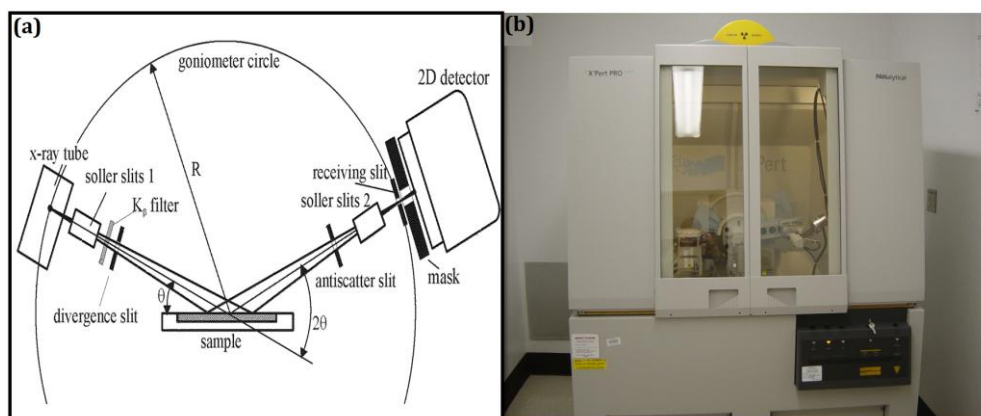 (a)
goniometer circle
2D detector
x-ray tube
soller slits 1
R
receiving slit
soller slits 2
Kβ filter
antiscatter slit
mask
θ
divergence slit
2θ
sample
(b)
X'Pert PRO
PANalytical
Pert